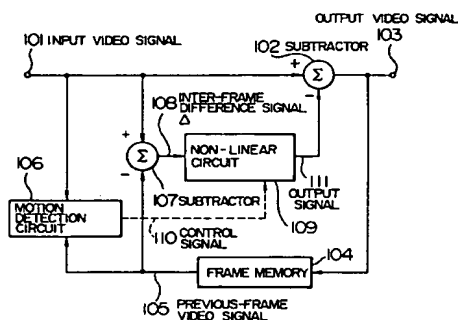 OUTPUT VIDEO SIGNAL
101 INPUT VIDEO SIGNAL
102 SUBTRACTOR
103
+
Σ
-
108
INTER-FRAME
DIFFERENCE SIGNAL
Δ
106
+
Σ
-
NON-LINEAR
CIRCUIT
111
OUTPUT
SIGNAL
107 SUBTRACTOR
109
MOTION
DETECTION
CIRCUIT
110 CONTROL
SIGNAL
104
FRAME MEMORY
105 PREVIOUS-FRAME
VIDEO SIGNAL